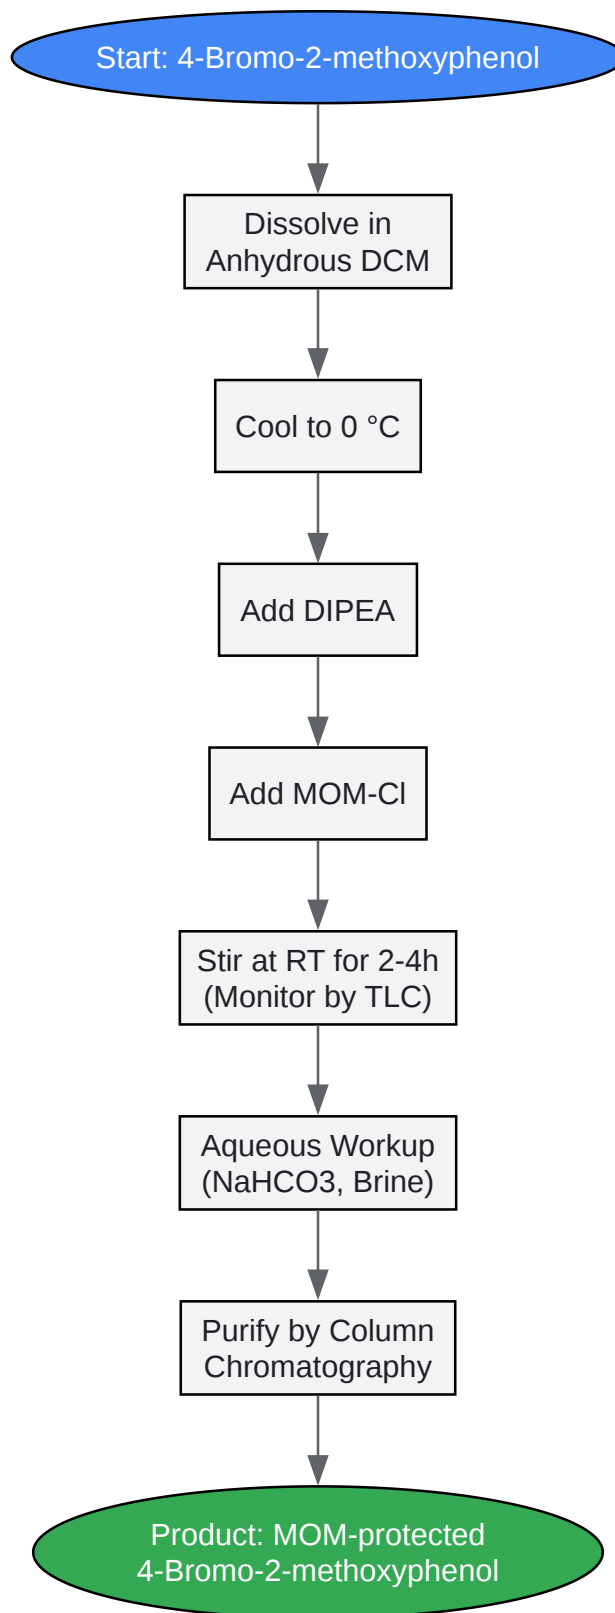 Start: 4-Bromo-2-methoxyphenol
Dissolve in
Anhydrous DCM
Cool to 0 °C
Add DIPEA
Add MOM-Cl
Stir at RT for 2-4h
(Monitor by TLC)
Aqueous Workup
(NaHCO3, Brine)
Purify by Column
Chromatography
Product: MOM-protected
4-Bromo-2-methoxyphenol